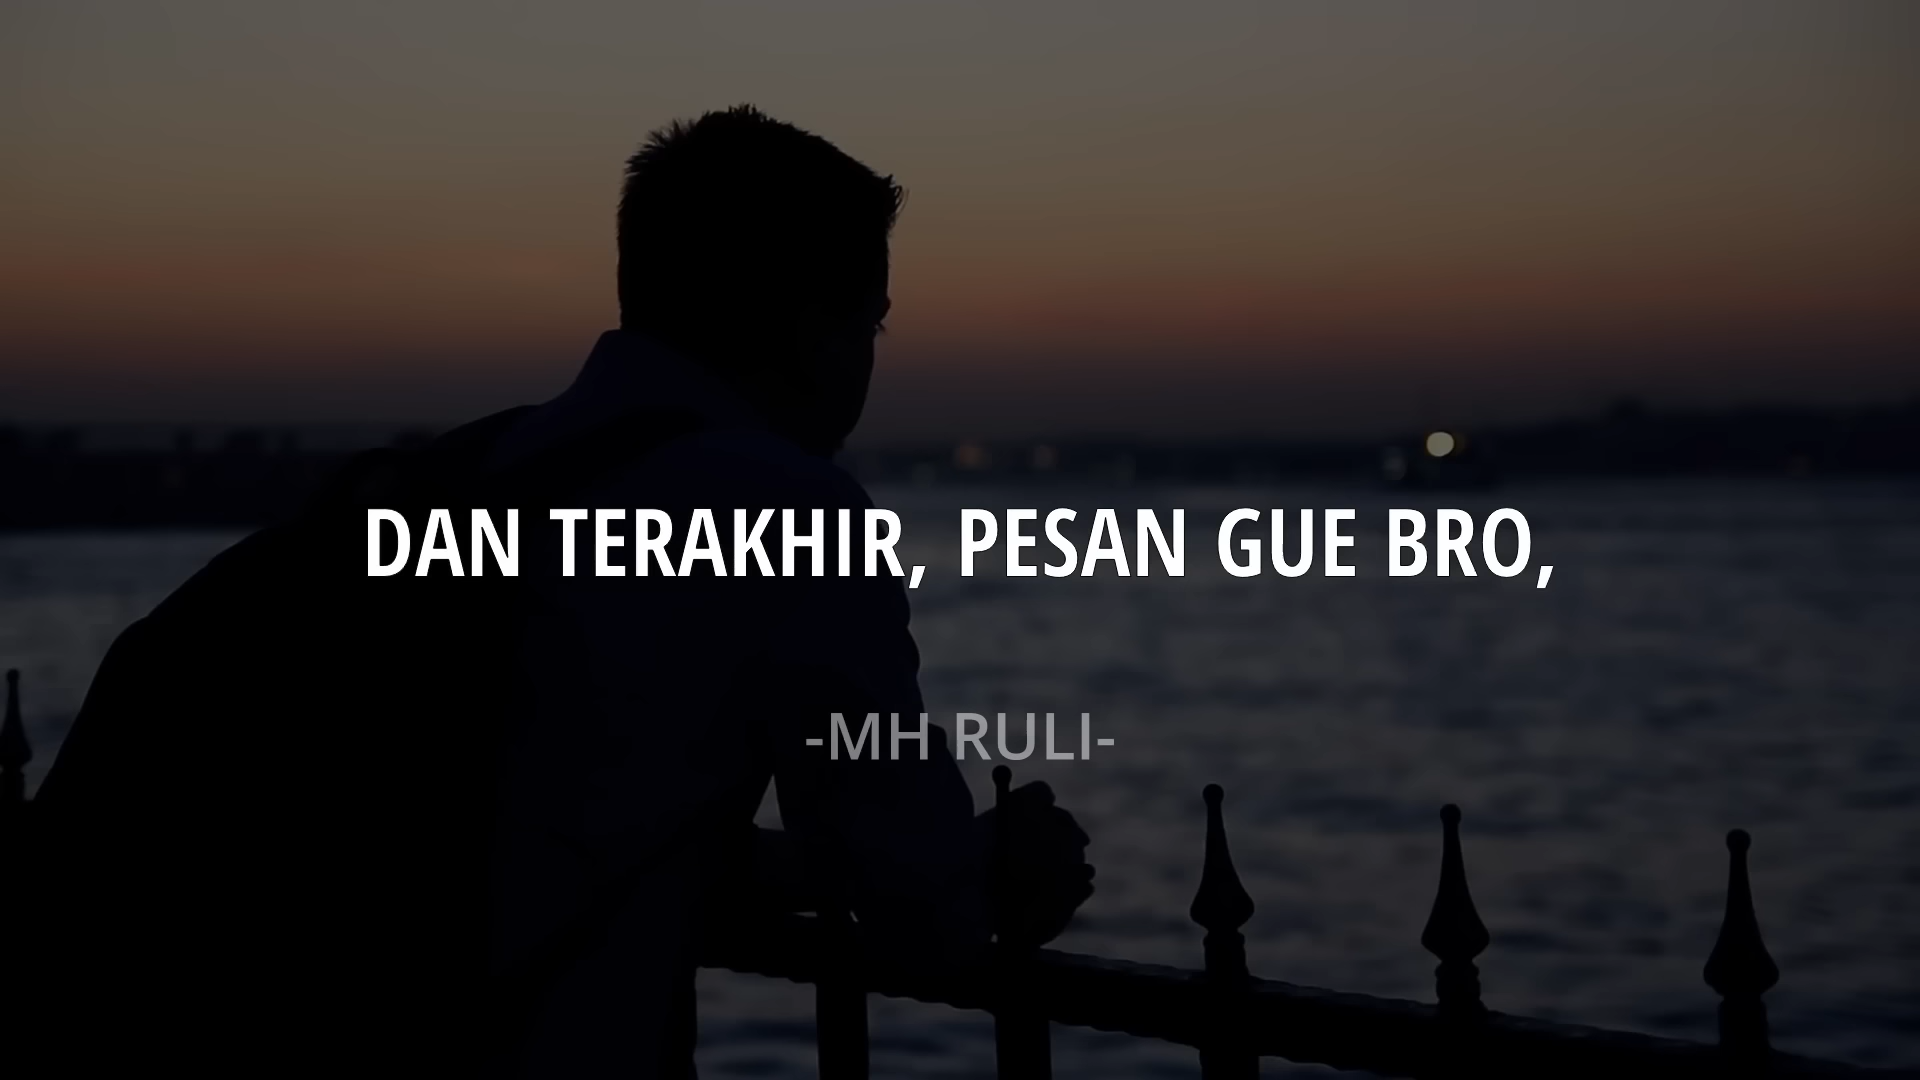 DAN TERAKHIR, PESAN GUE BRO,
-MH RULI-